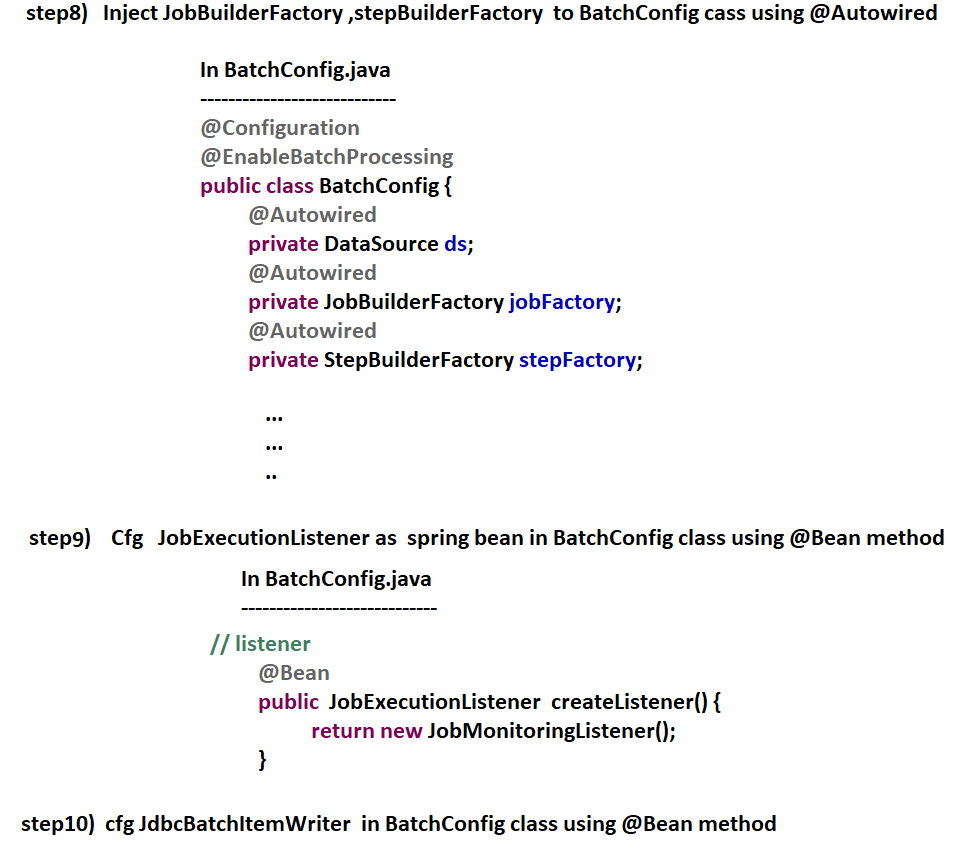 step8) Inject JobBuilderFactory ,stepBuilderFactory to BatchConfig cass using @Autowired
In BatchConfig.java
----------------------------
@Configuration
@EnableBatchProcessing
public class BatchConfig {
@Autowired
private DataSource ds;
@Autowired
private JobBuilderFactory jobFactory;
@Autowired
private StepBuilderFactory stepFactory;
...
...
..
step9) Cfg JobExecutionListener as spring bean in BatchConfig class using @Bean method
In BatchConfig.java
----------------------------
// listener
@Bean
public JobExecutionListener createListener() {
return new JobMonitoringListener();
}
step10) cfg JdbcBatchItemWriter in BatchConfig class using @Bean method